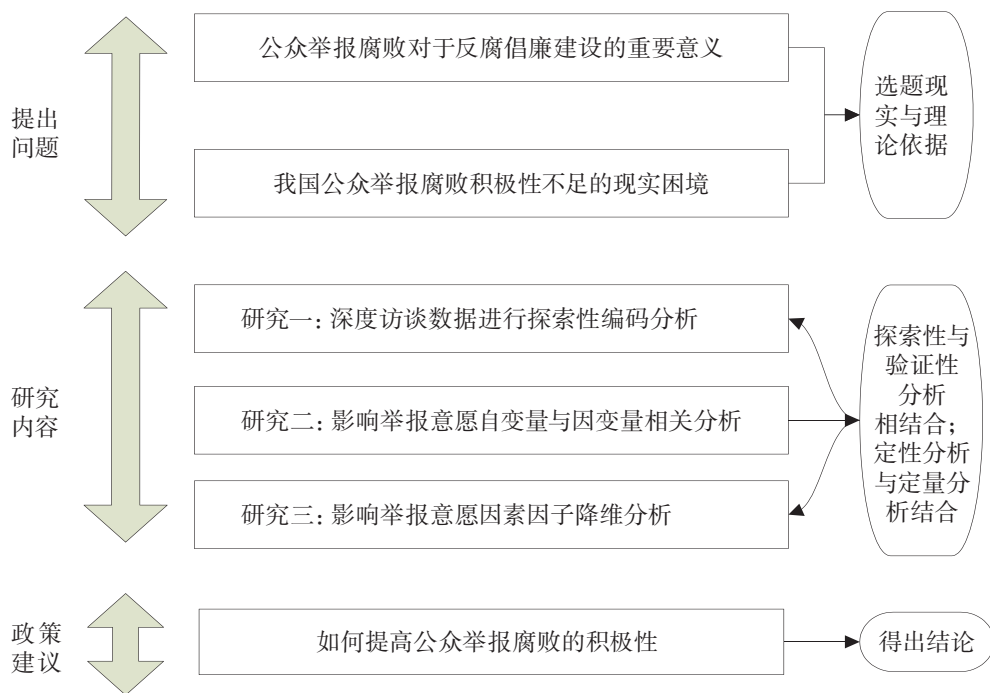 公众举报腐败对于反腐倡廉建设的重要意义
提出
问题
选题现
实与理
论依据
我国公众举报腐败积极性不足的现实困境
研究一：深度访谈数据进行探索性编码分析
研究
内容
研究二：影响举报意愿自变量与因变量相关分析
探索性与
验证性
分析
相结合；
定性分析
与定量分
析结合
研究三：影响举报意愿因素因子降维分析
政策
建议
如何提高公众举报腐败的积极性
得出结论